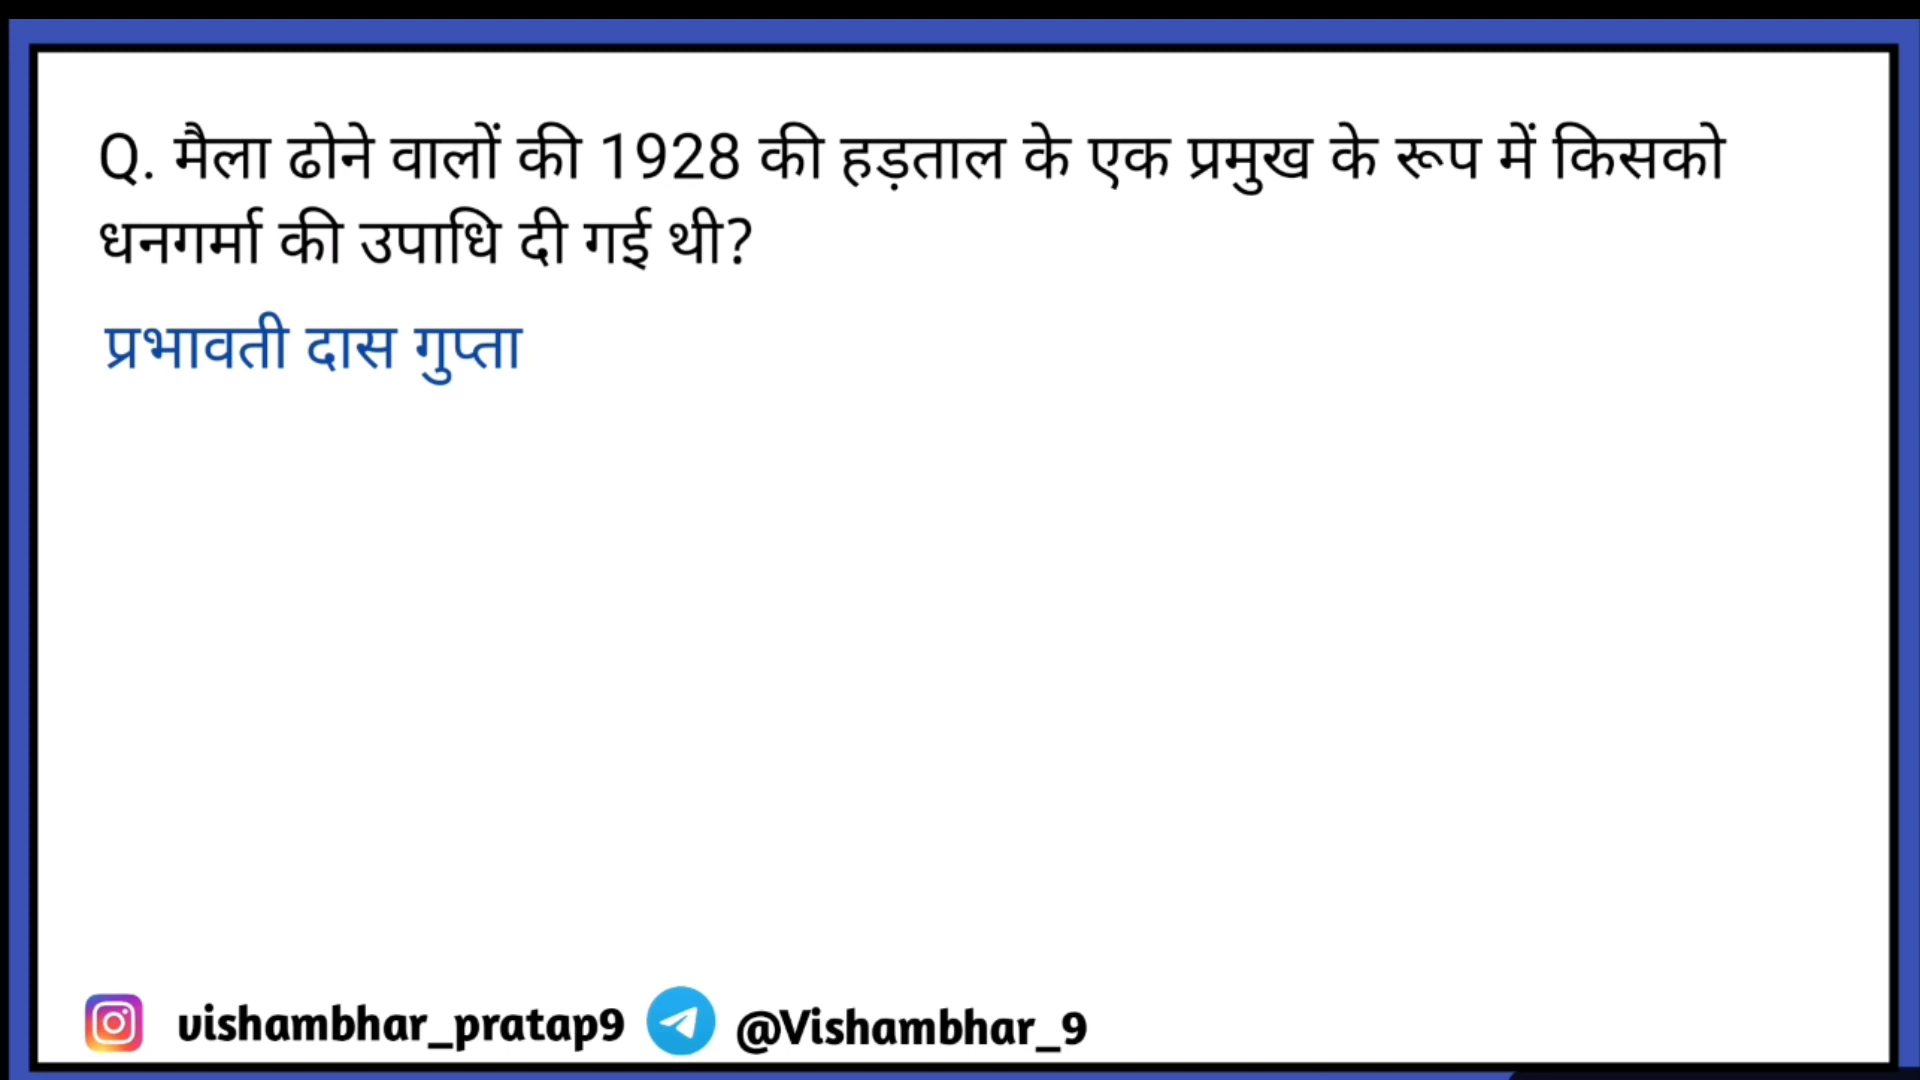 Q. मैला ढोने वालों की 1928 की हड़ताल के एक प्रमुख के रूप में किसको
धनगर्मा की उपाधि दी गई थी?
प्रभावती दास गुप्ता
vishambhar_pratap9 @Vishambhar_9